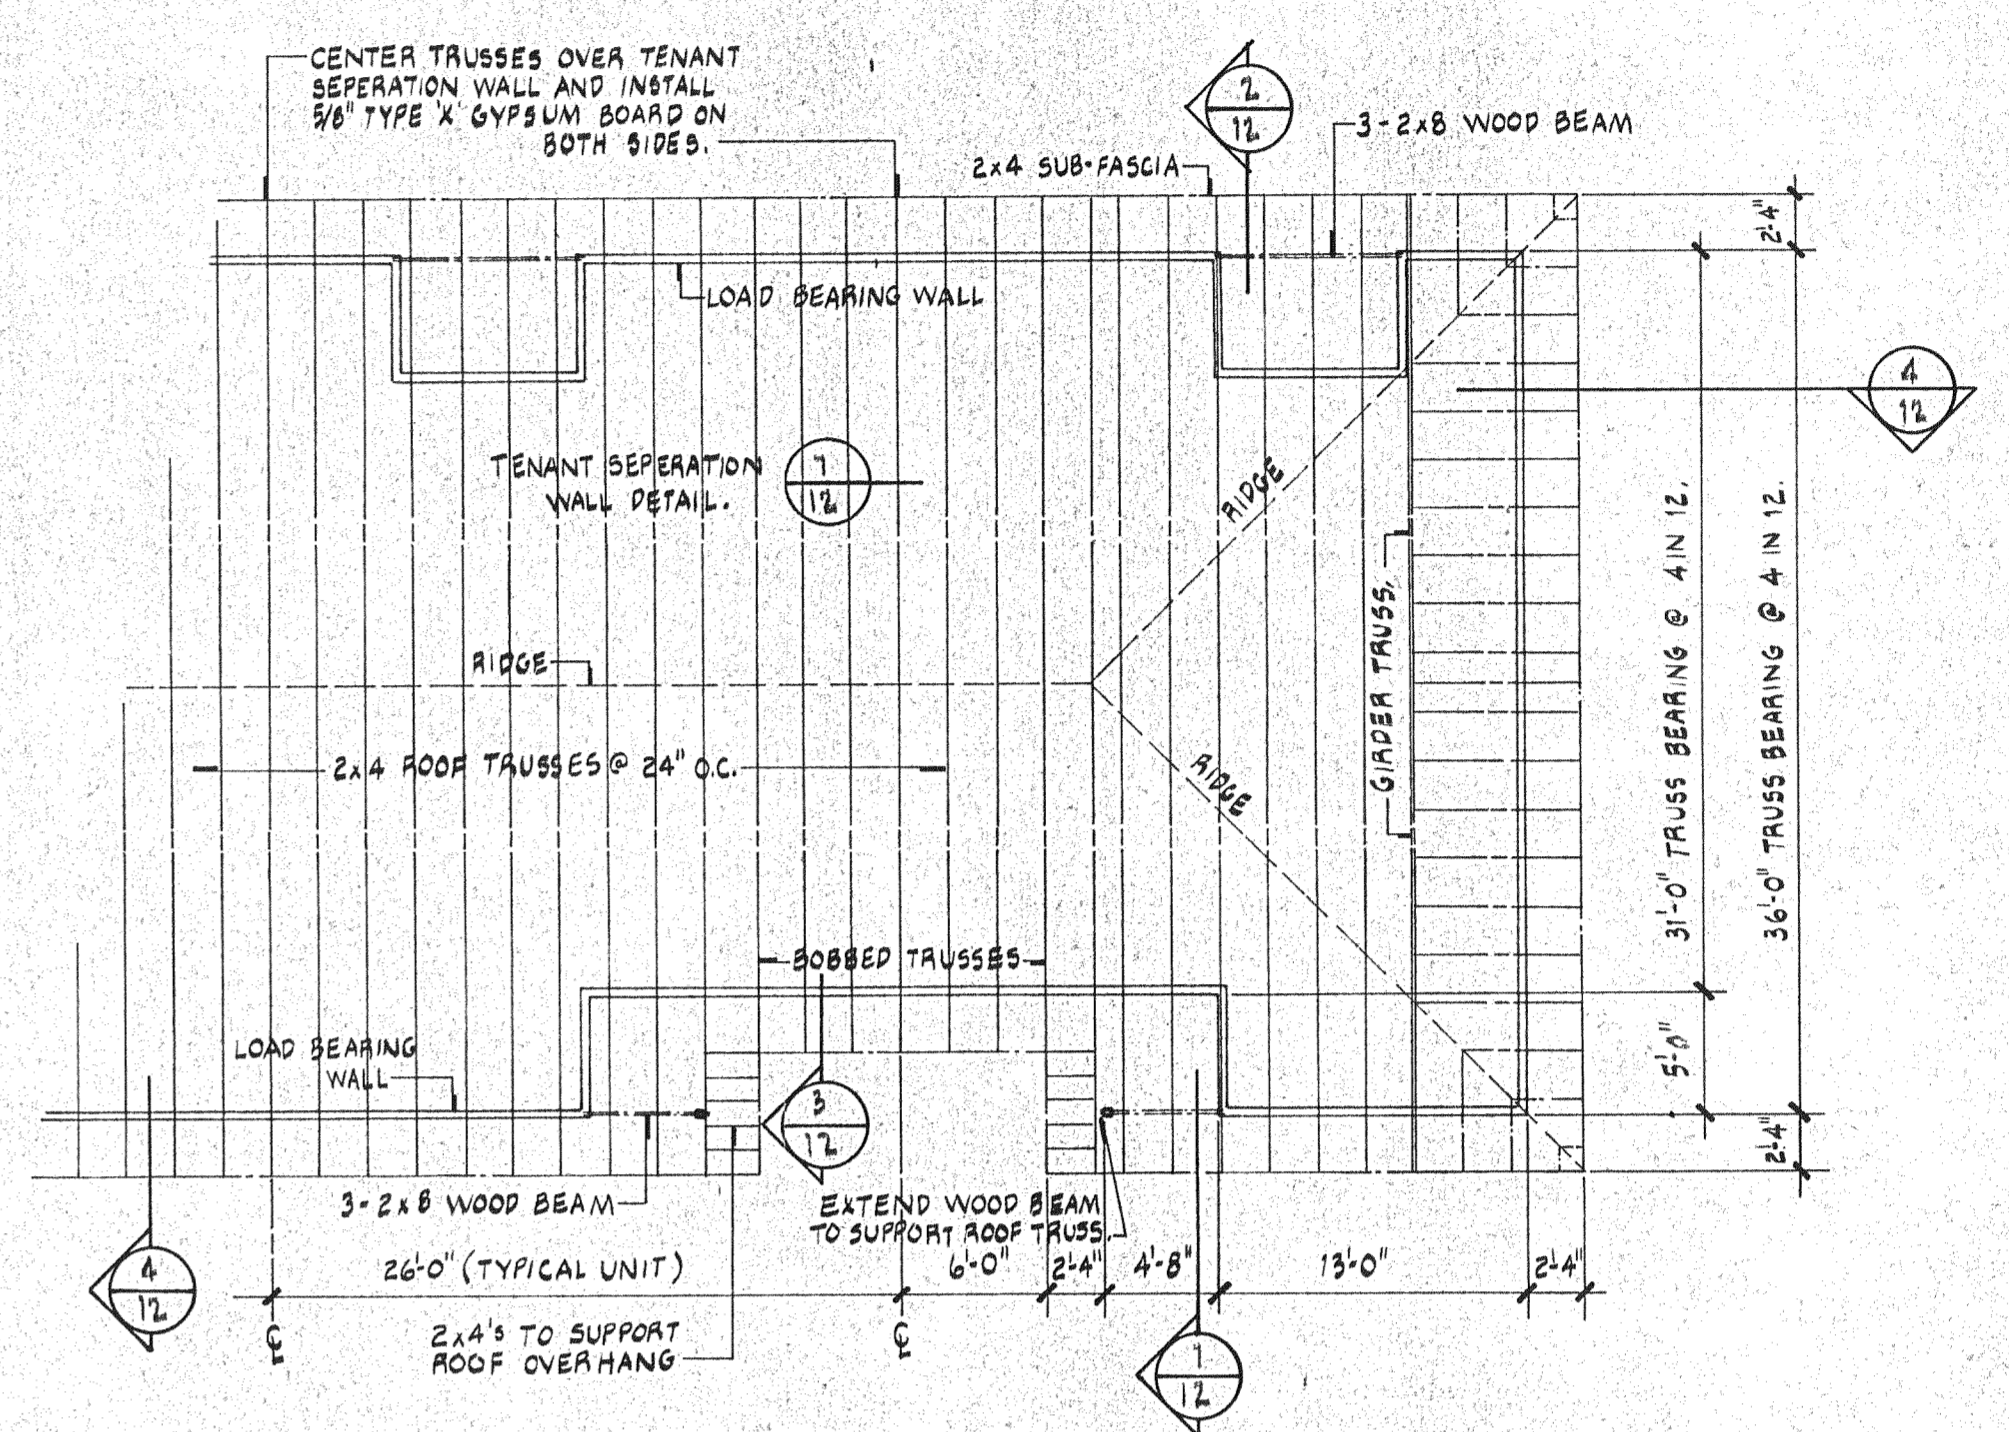 CENTER TRUSSES OVER TENANT
SEPERATION WALL AND INSTALL
5/8" TYPE 'X' GYPSUM BOARD ON
BOTH SIDES.
2
12
3-2x8 WOOD BEAM
2x4 SUB-FASCIA
2'-4"
LOAD BEARING WALL
4
12
TENANT SEPERATION
WALL DETAIL.
7
12
RIDGE
GIRDER TRUSS.
31'-0" TRUSS BEARING @ 4 IN 12.
36'-0" TRUSS BEARING @ 4 IN 12.
RIDGE
2x4 ROOF TRUSSES @ 24" O.C.
RIDGE
BOBBED TRUSSES
LOAD BEARING
WALL
5'-0"
3
12
2'-4"
3-2x8 WOOD BEAM
EXTEND WOOD BEAM
TO SUPPORT ROOF TRUSS.
4
12
26'-0" (TYPICAL UNIT)
6'-0"
2'-4"
4'-8"
13'-0"
2'-4"
2x4's TO SUPPORT
ROOF OVERHANG
℄
℄
1
12